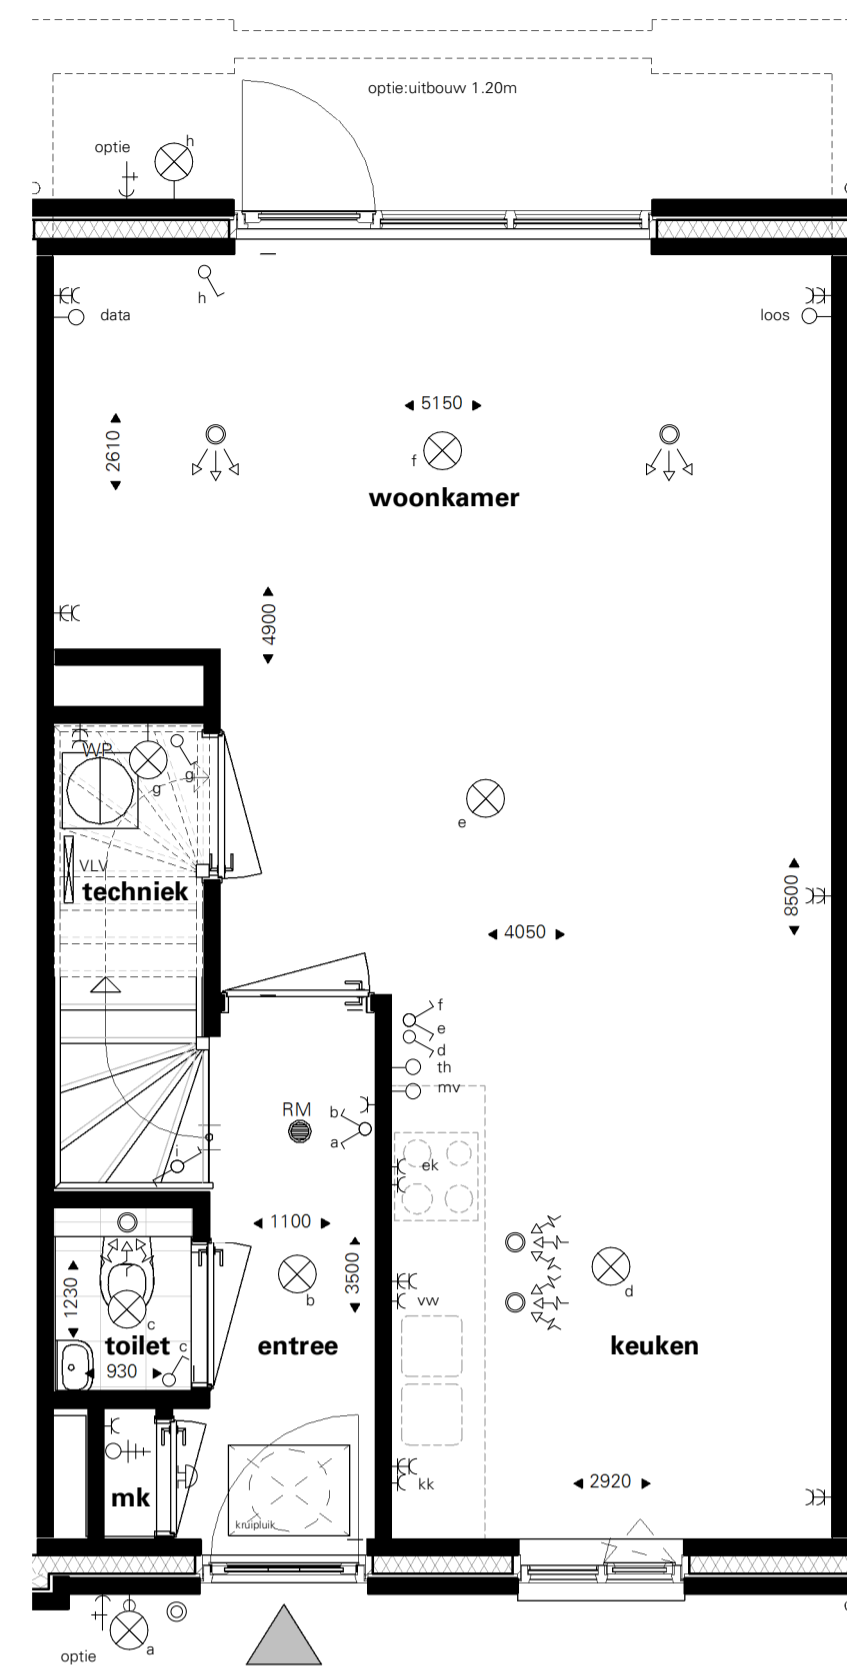 optie:uitbouw 1.20m
h
optie
h
data
loos
5150
2610
f
woonkamer
4900
WP
g
g
e
VLV
techniek
8500
4050
f
e
d
th
mv
RM
b
a
i
ek
1100
3500
1230
b
d
vw
c
toilet
c
entree
keuken
930
mk
kk
2920
kruipluik
a
optie